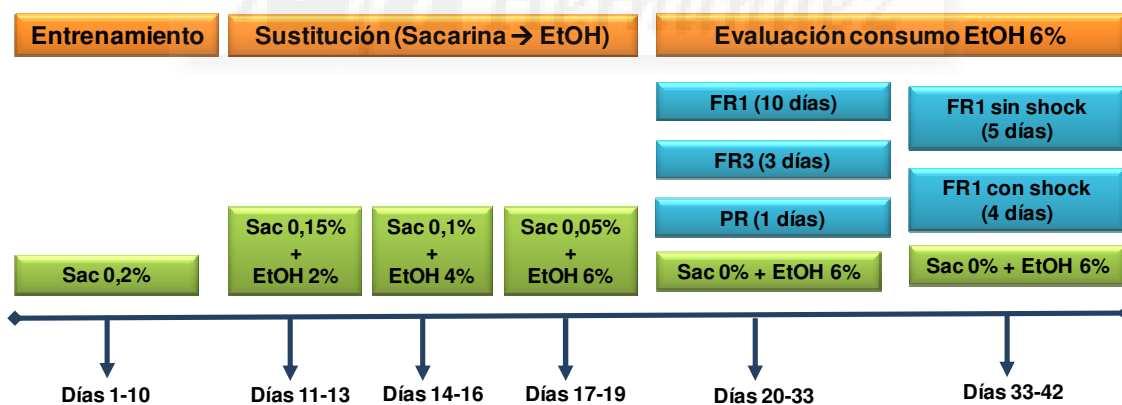 Hernández
Entrenamiento
Sustitución (Sacarina → EtOH)
Evaluación consumo EtOH 6%
FR1 (10 días)
FR3 (3 días)
PR (1 días)
FR1 sin shock
(5 días)
FR1 con shock
(4 días)
Sac 0,2%
Sac 0,15%
+
EtOH 2%
Sac 0,1%
+
EtOH 4%
Sac 0,05%
+
EtOH 6%
Sac 0% + EtOH 6%
Sac 0% + EtOH 6%
Días 1-10
Días 11-13
Días 14-16
Días 17-19
Días 20-33
Días 33-42